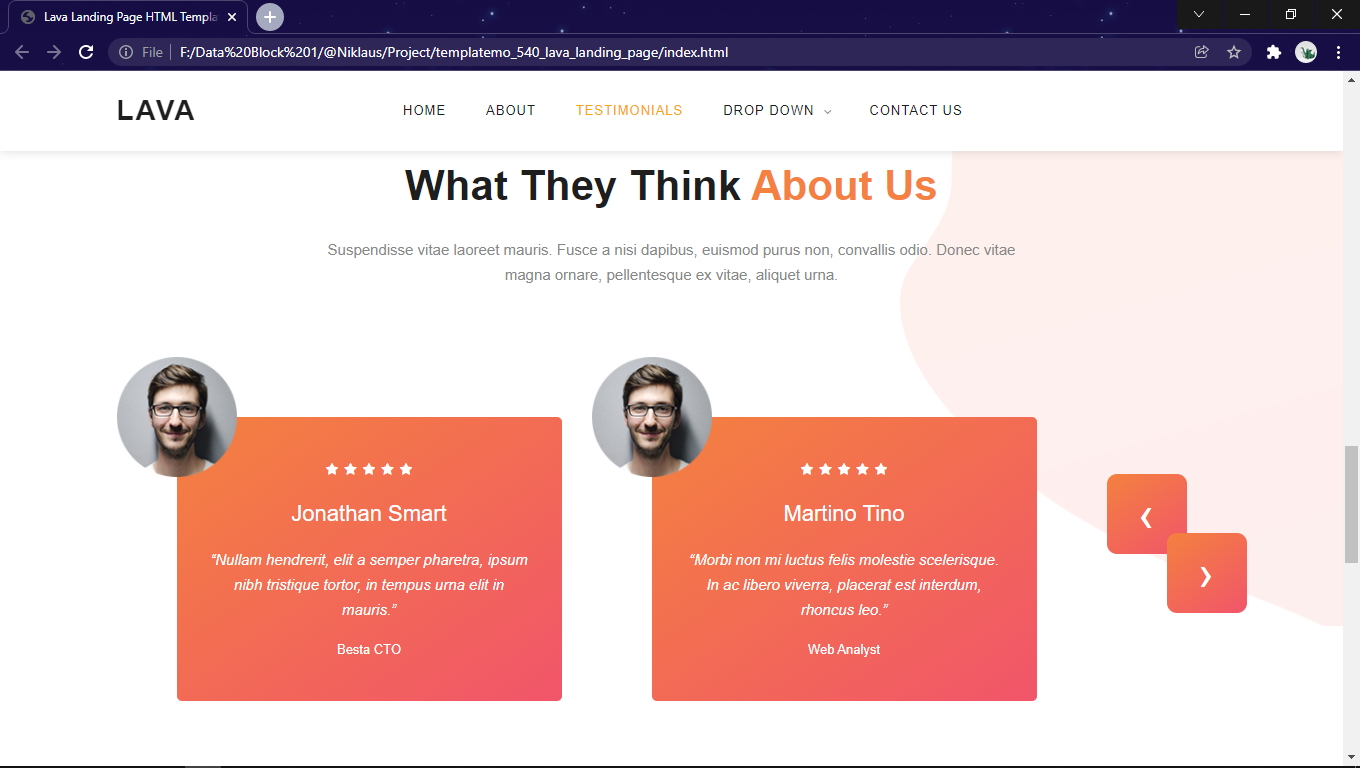 Lava Landing Page HTML Templa
File
F:/Data%20Block%201/@Niklaus/Project/templatemo_540_lava_landing_page/index.html
LAVA
HOME
ABOUT
TESTIMONIALS
DROP DOWN
CONTACT US
What They Think About Us
Suspendisse vitae laoreet mauris. Fusce a nisi dapibus, euismod purus non, convallis odio. Donec vitae
magna ornare, pellentesque ex vitae, aliquet urna.
Jonathan Smart
“Nullam hendrerit, elit a semper pharetra, ipsum
nibh tristique tortor, in tempus urna elit in
mauris.”
Besta CTO
Martino Tino
“Morbi non mi luctus felis molestie scelerisque.
In ac libero viverra, placerat est interdum,
rhoncus leo.”
Web Analyst